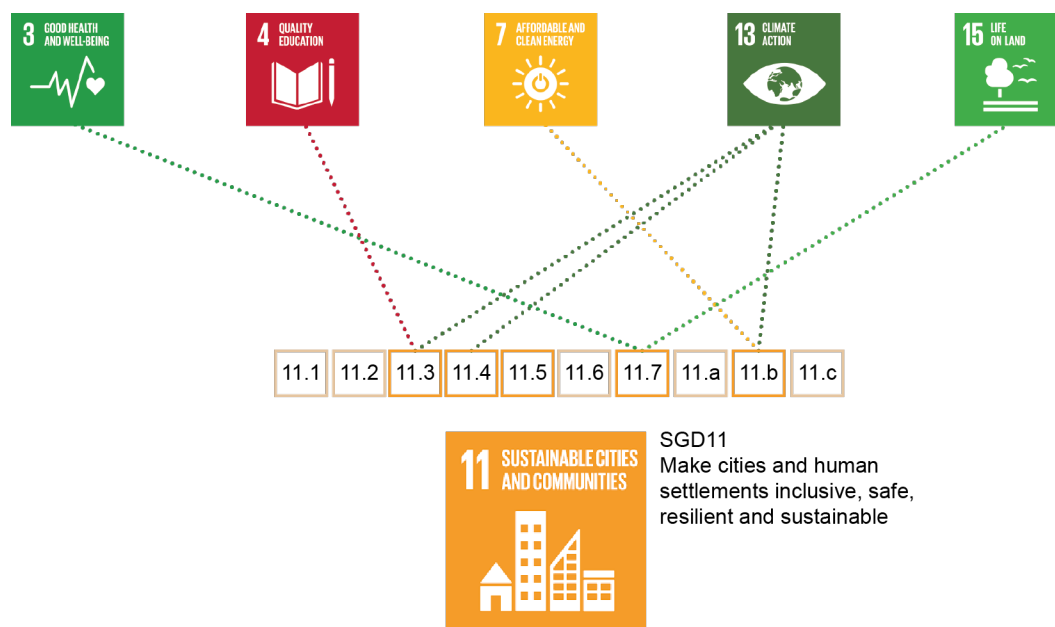 3 GOOD HEALTH
AND WELL-BEING
4 QUALITY
EDUCATION
7 AFFORDABLE AND
CLEAN ENERGY
13 CLIMATE
ACTION
15 LIFE
ON LAND
11.1 11.2 11.3 11.4 11.5 11.6 11.7 11.a 11.b 11.c
11 SUSTAINABLE CITIES
AND COMMUNITIES
SGD11
Make cities and human
settlements inclusive, safe,
resilient and sustainable